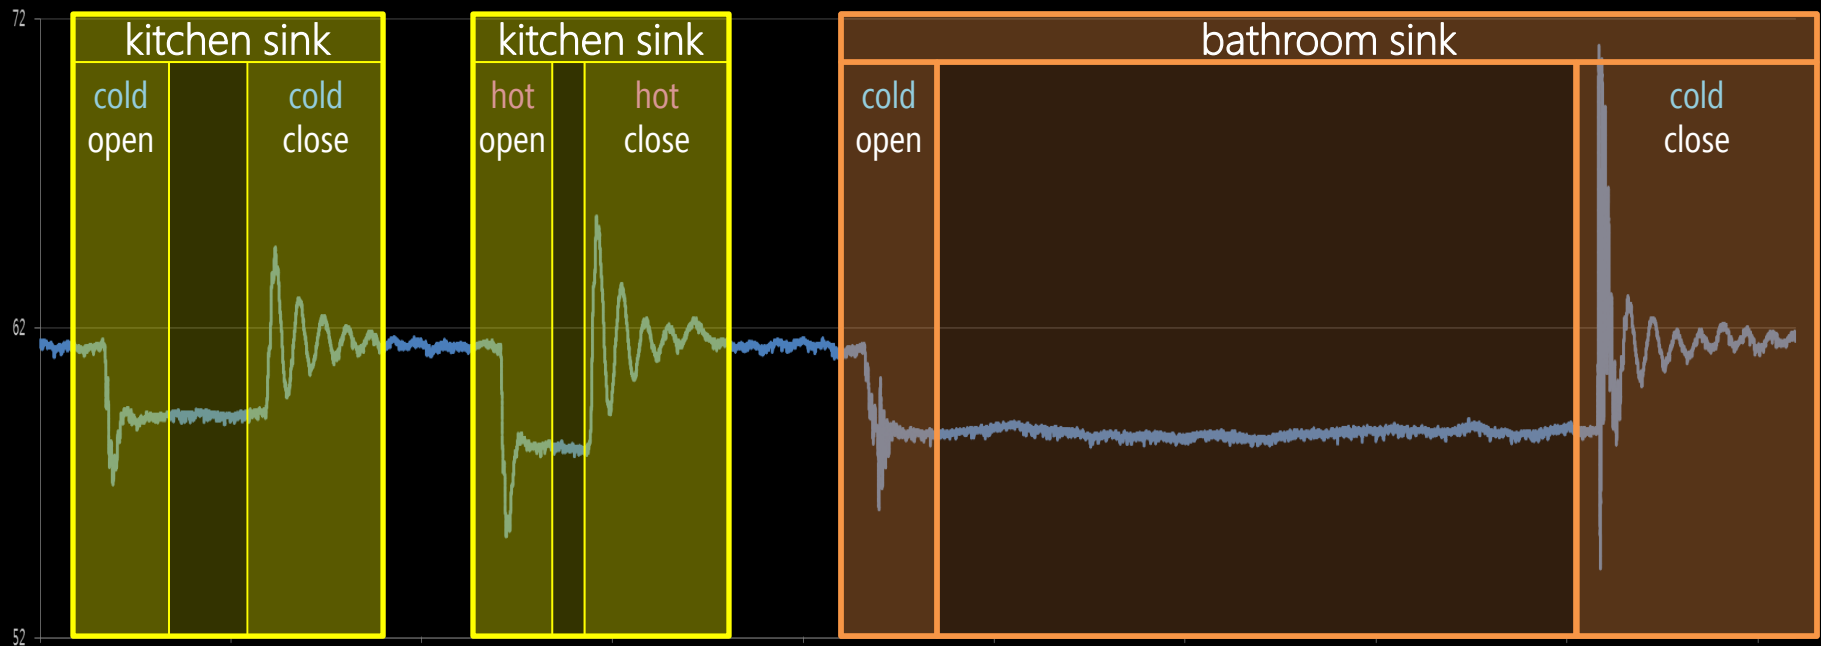 72
kitchen sink
kitchen sink
bathroom sink
cold
open
cold
close
hot
open
hot
close
cold
open
cold
close
62
52